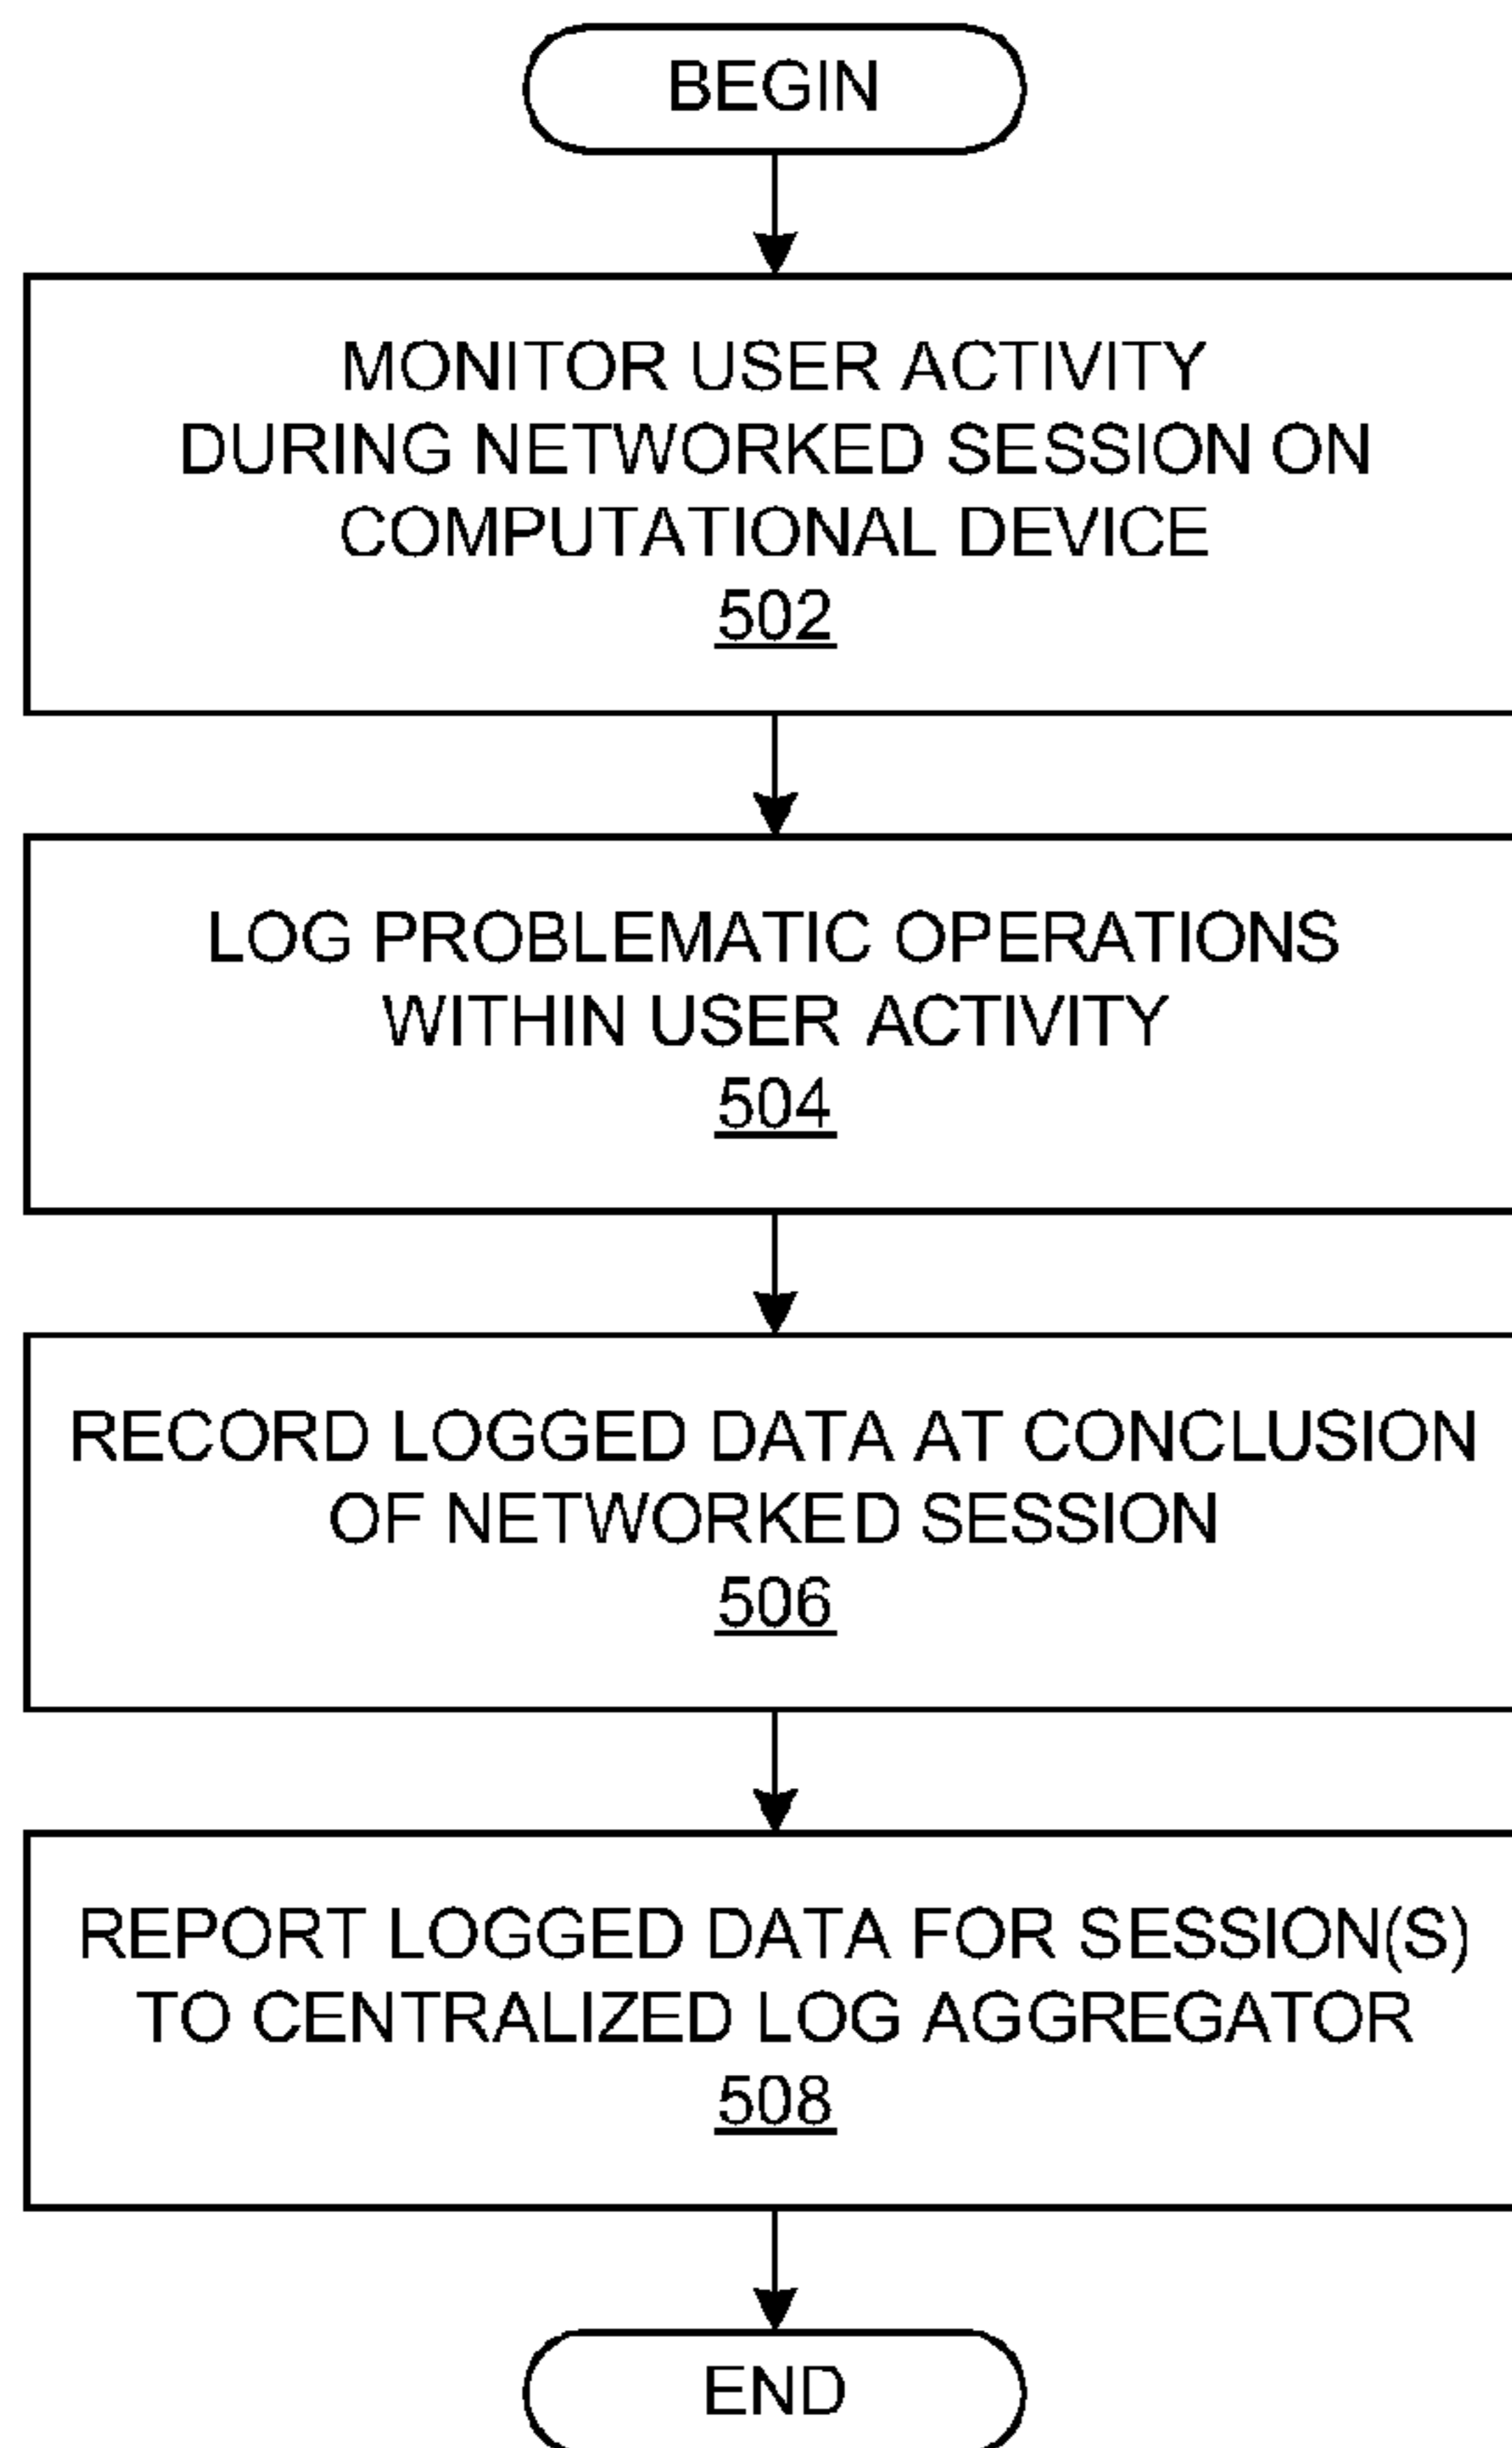 BEGIN
MONITOR USER ACTIVITY
DURING NETWORKED SESSION ON
COMPUTATIONAL DEVICE
502
LOG PROBLEMATIC OPERATIONS
WITHIN USER ACTIVITY
504
RECORD LOGGED DATA AT CONCLUSION
OF NETWORKED SESSION
506
REPORT LOGGED DATA FOR SESSION(S)
TO CENTRALIZED LOG AGGREGATOR
508
END